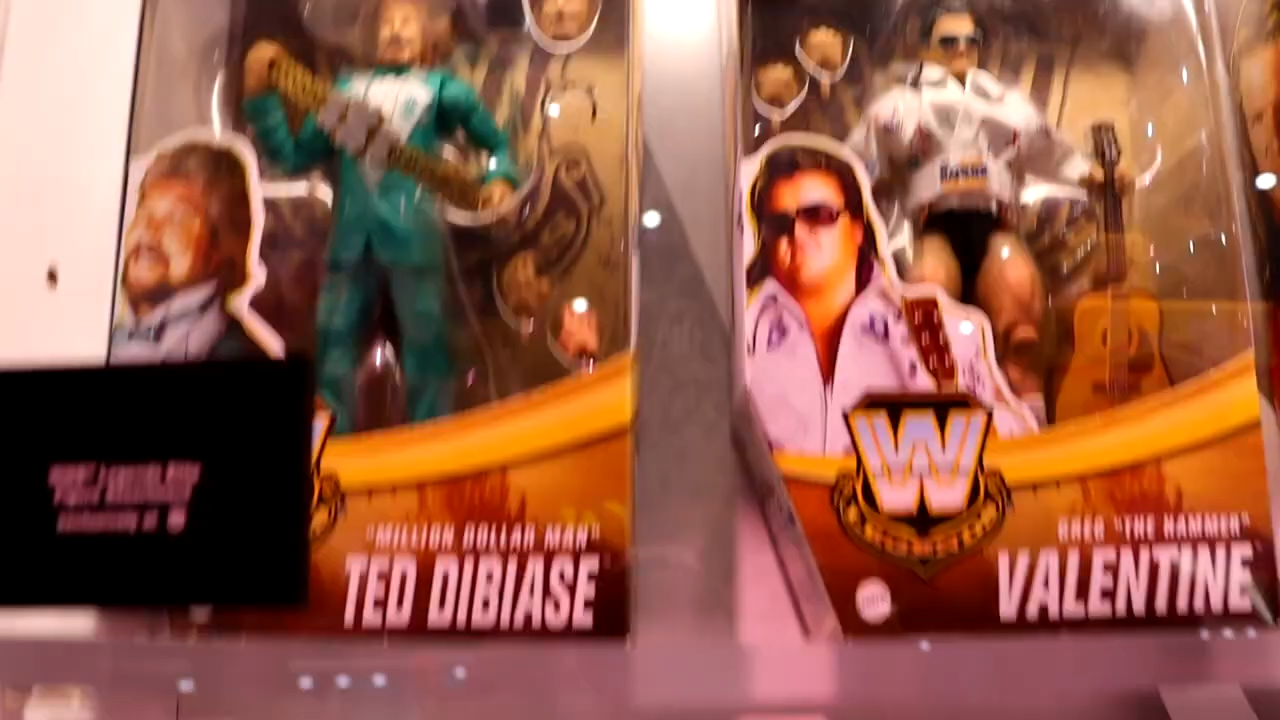 "MILLION DOLLAR MAN"
TED DIBIASE
W
GREG "THE HAMMER"
VALENTINE